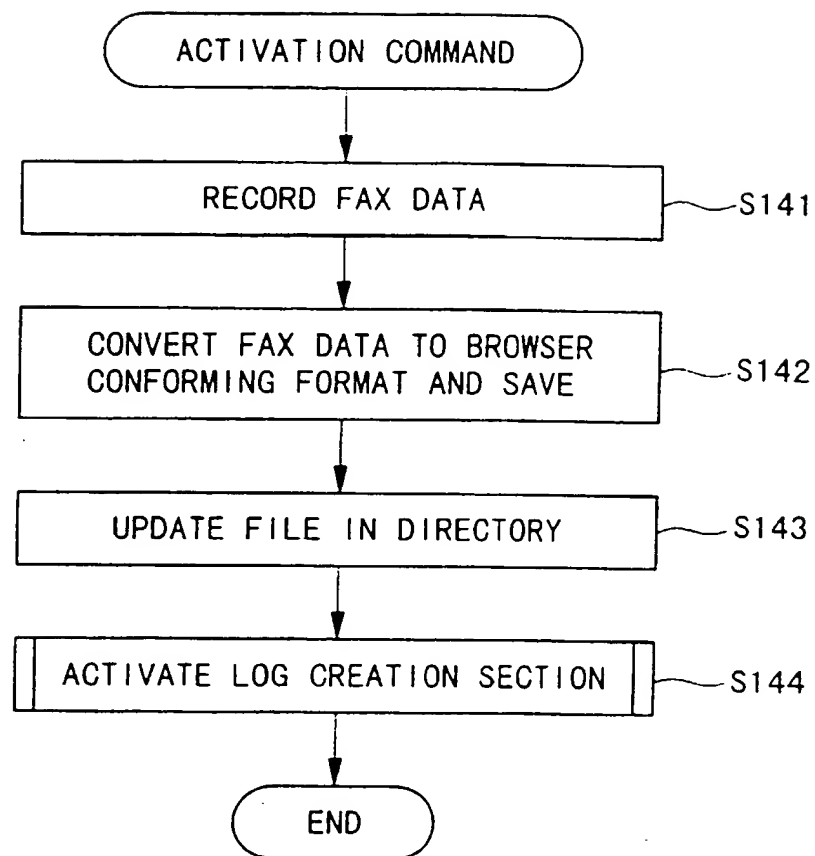 ACTIVATION COMMAND
RECORD FAX DATA
S141
CONVERT FAX DATA TO BROWSER
CONFORMING FORMAT AND SAVE
S142
UPDATE FILE IN DIRECTORY
S143
ACTIVATE LOG CREATION SECTION
S144
END